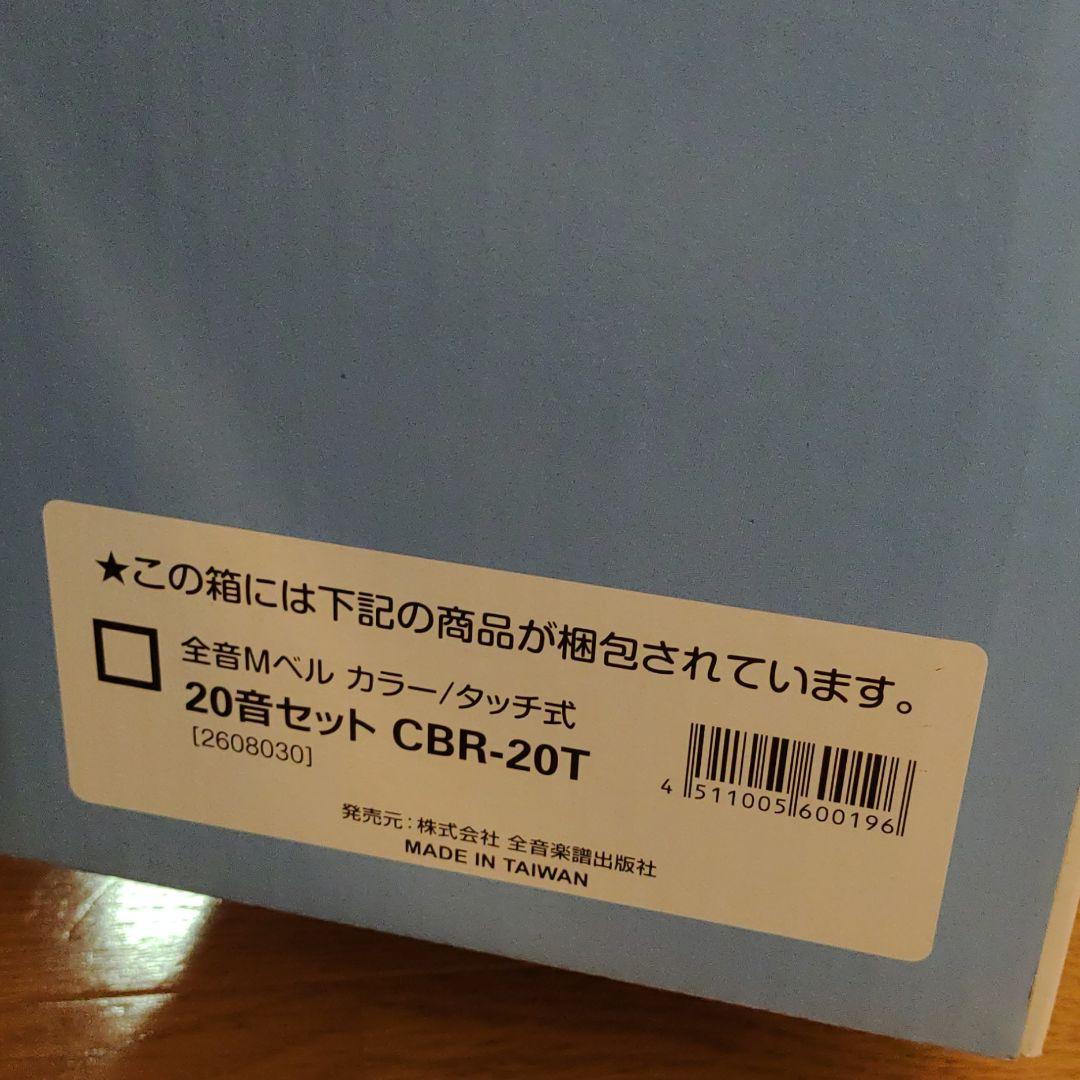 ★この箱には下記の商品が梱包されています。
全音Mベル カラー/タッチ式
20音セット CBR-20T
[2608030]
4 511005 600196
発売元：株式会社 全音楽譜出版社
MADE IN TAIWAN